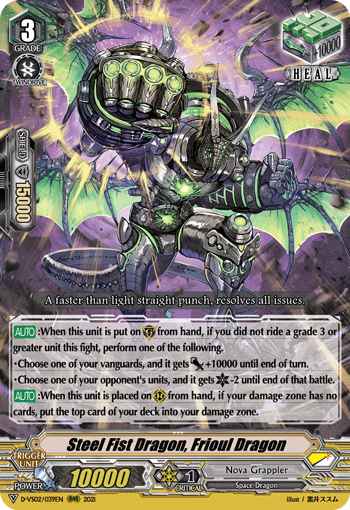 3
GRADE
+10000
HEAL
TWINDRIVE
SHIELD
15000
A faster than light straight punch, resolves all issues.
AUTO:When this unit is put on from hand, if you did not ride a grade 3 or
greater unit this fight, perform one of the following.
・Choose one of your vanguards, and it gets +10000 until end of turn.
・Choose one of your opponent's units, and it gets -2 until end of that battle.
AUTO:When this unit is placed on from hand, if your damage zone has no
cards, put the top card of your deck into your damage zone.
Steel Fist Dragon, Frioul Dragon
TRIGGER
UNIT
POWER
10000
1
CRITICAL
Nova Grappler
Space Dragon
D-VS02/039EN RRR 2021
illust / 黒井ススム